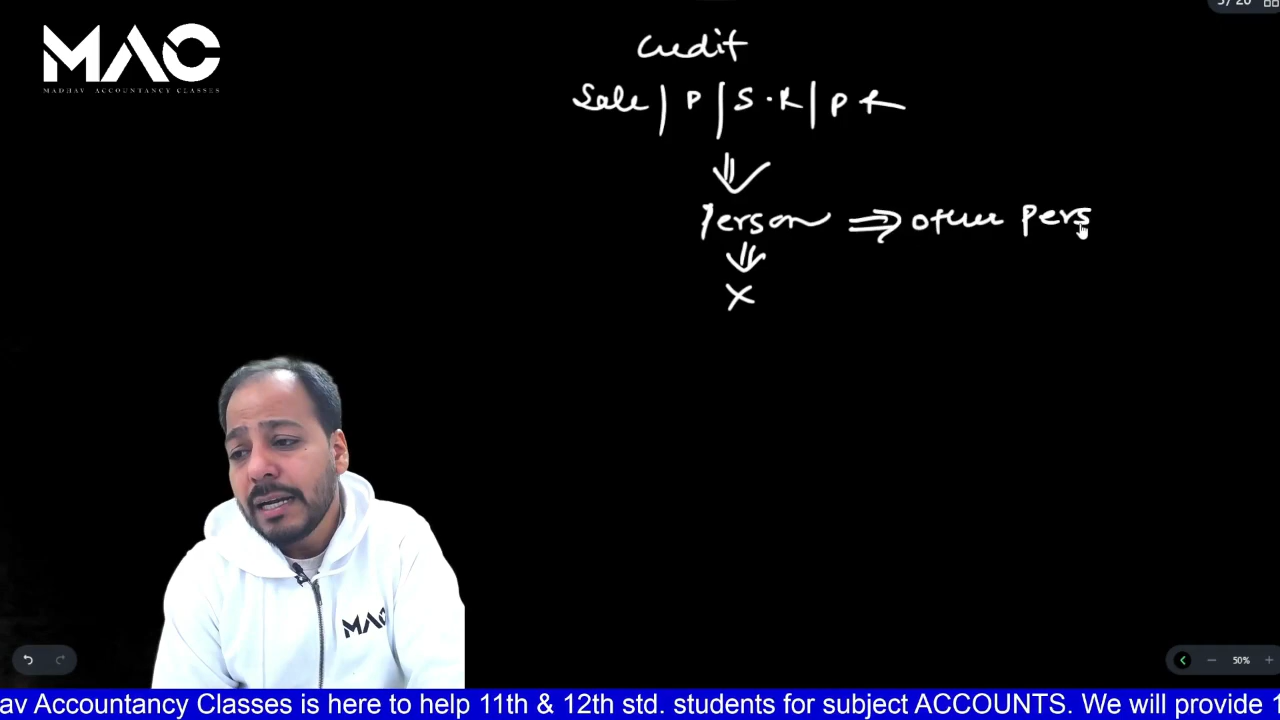 MAC
MADHAV ACCOUNTANCY CLASSES
Credit
Sale | P | S.R | P R
Person ⇒ other Pers
X
MAC
50%
av Accountancy Classes is here to help 11th & 12th std. students for subject ACCOUNTS. We will provide 1